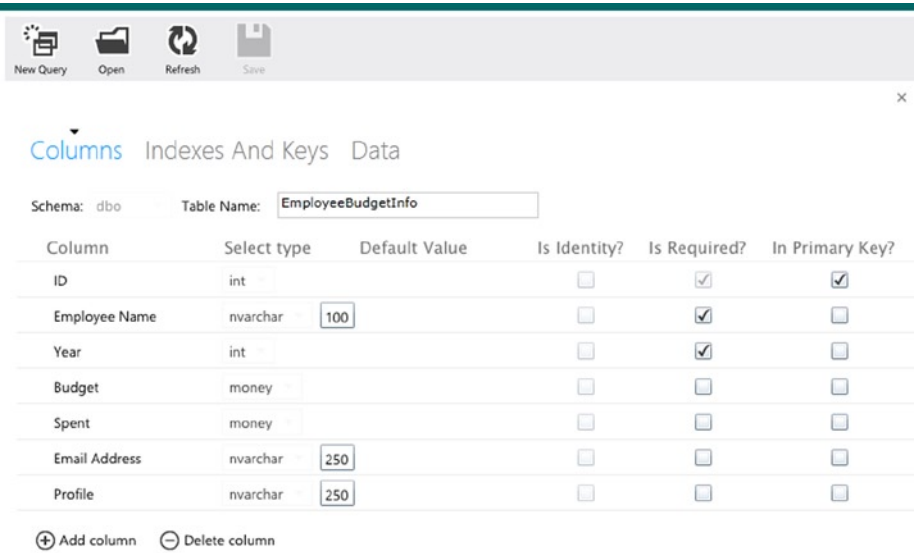 New Query Open Refresh Save
Columns Indexes And Keys Data
Schema: dbo Table Name: EmployeeBudgetInfo
Column Select type Default Value Is Identity? Is Required? In Primary Key?
ID int
Employee Name nvarchar 100
Year int
Budget money
Spent money
Email Address nvarchar 250
Profile nvarchar 250
Add column Delete column